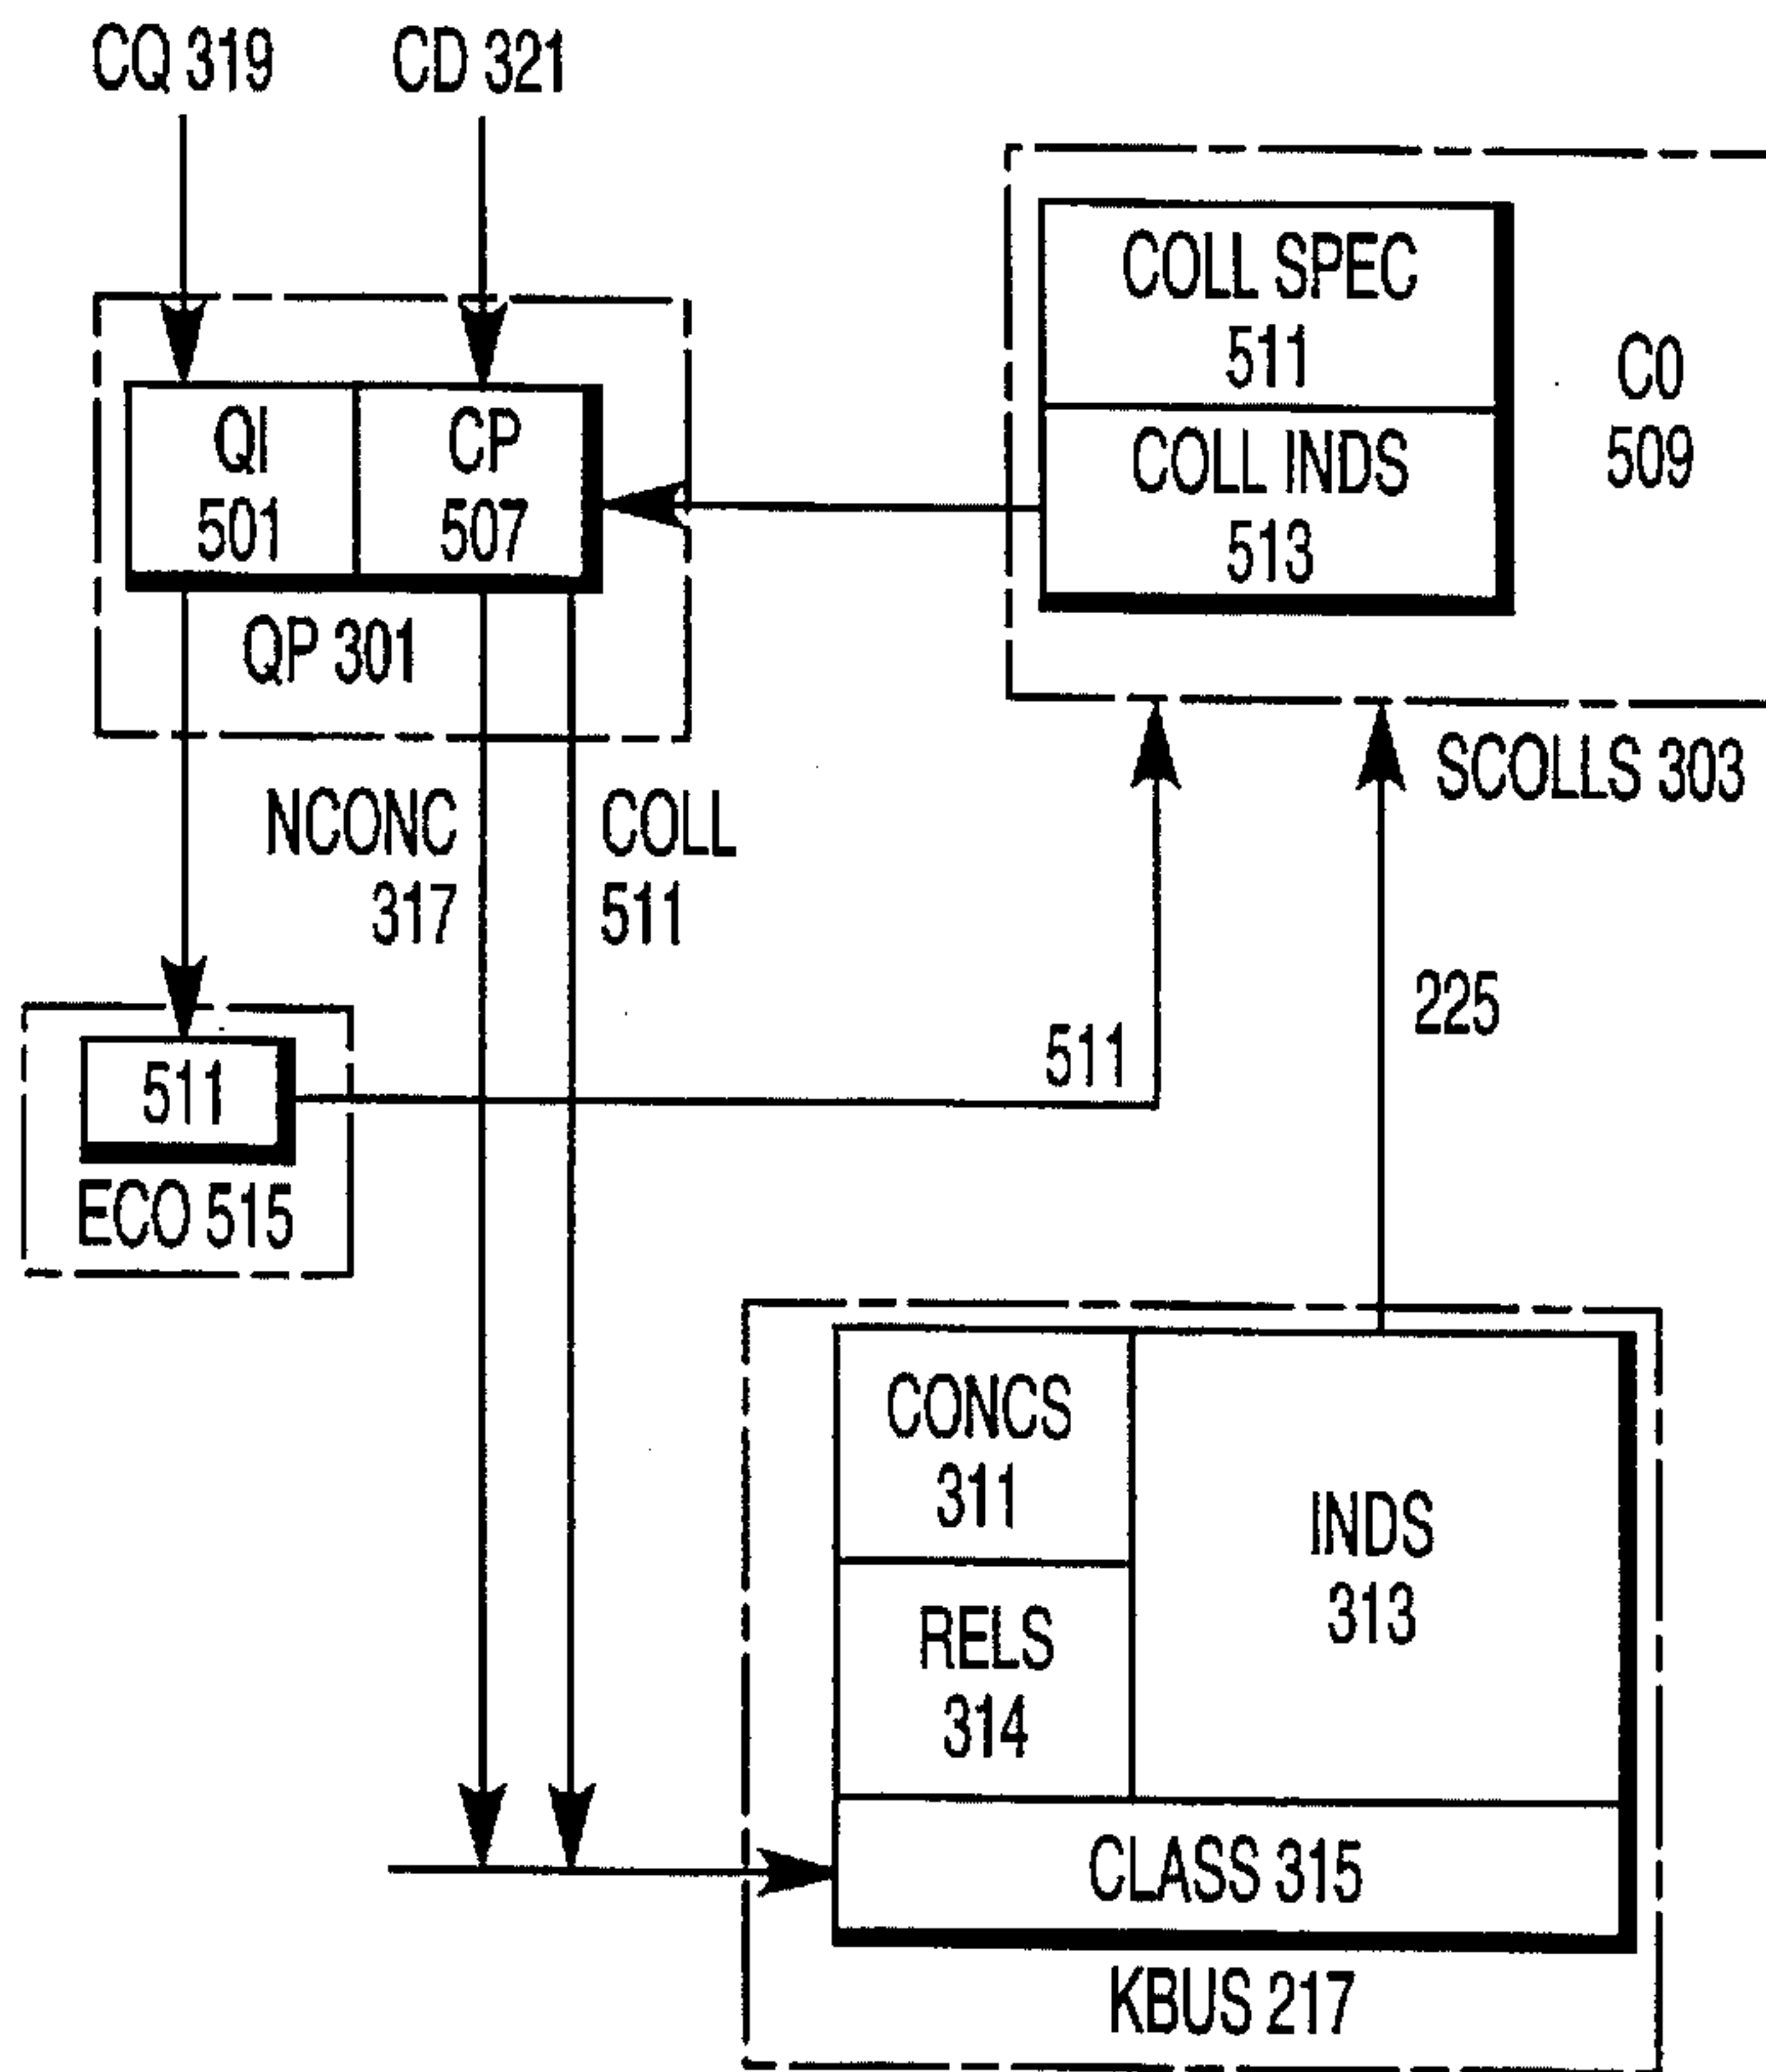 CQ 319
CD 321
COLL SPEC
511
COLL INDS
513
CO
509
QI
501
CP
507
QP 301
SCOLLS 303
NCONC
317
COLL
511
225
511
511
ECO 515
CONCS
311
INDS
313
RELS
314
CLASS 315
KBUS 217